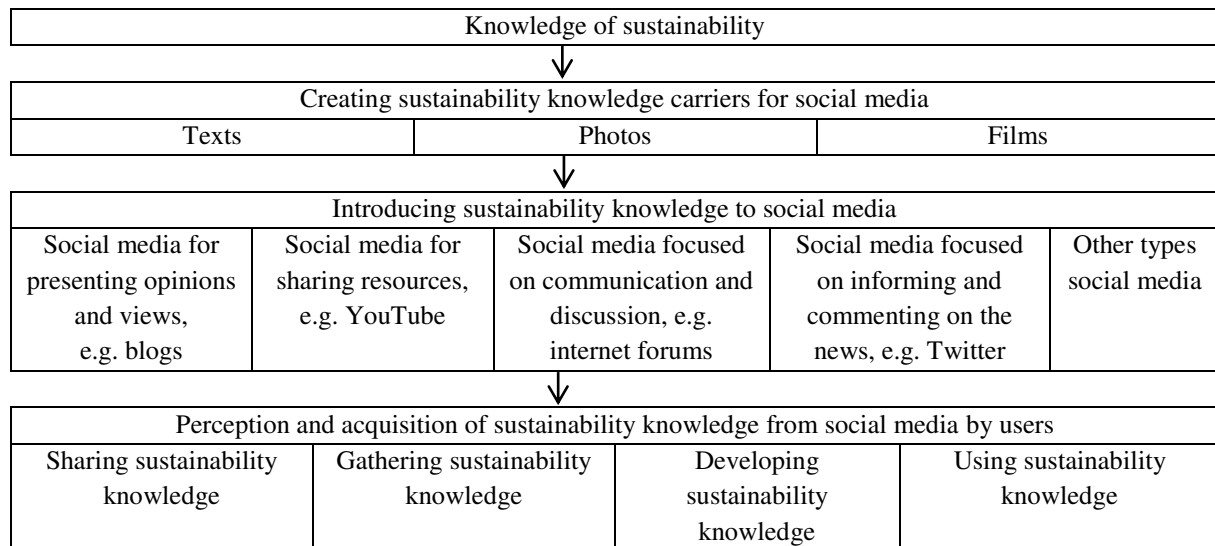 Knowledge of sustainability
Creating sustainability knowledge carriers for social media
Texts
Photos
Films
Introducing sustainability knowledge to social media
Social media for
presenting opinions
and views,
e.g. blogs
Social media for
sharing resources,
e.g. YouTube
Social media focused
on communication and
discussion, e.g.
internet forums
Social media focused
on informing and
commenting on the
news, e.g. Twitter
Other types
social media
Perception and acquisition of sustainability knowledge from social media by users
Sharing sustainability
knowledge
Gathering sustainability
knowledge
Developing
sustainability
knowledge
Using sustainability
knowledge